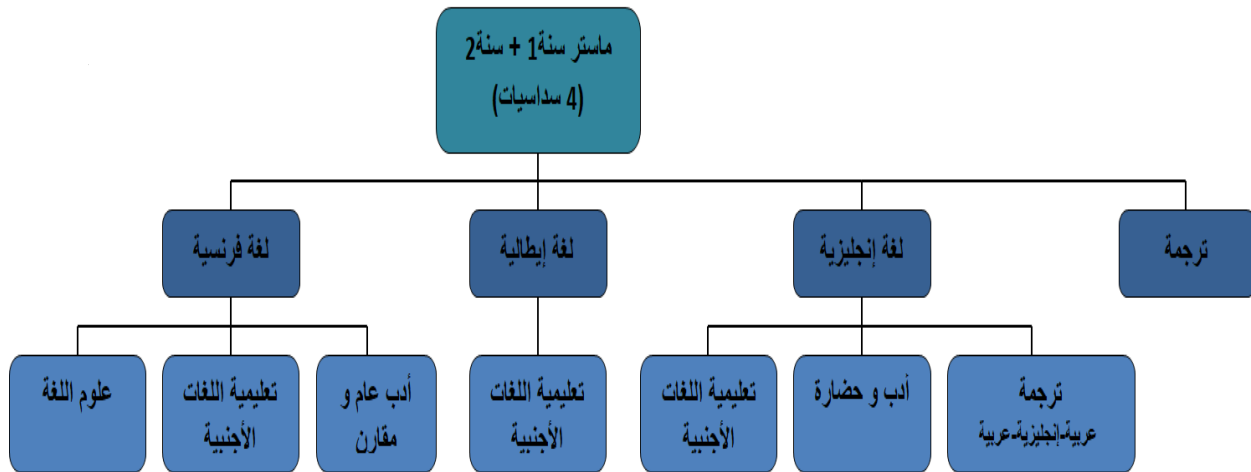 ماستر سنة1 + سنة2
(4 سداسيات)
ترجمة
لغة إنجليزية
لغة إيطالية
لغة فرنسية
ترجمة
عربية-إنجليزية-عربية
أدب و حضارة
تعليمية اللغات
الأجنبية
تعليمية اللغات
الأجنبية
أدب عام و
مقارن
تعليمية اللغات
الأجنبية
علوم اللغة